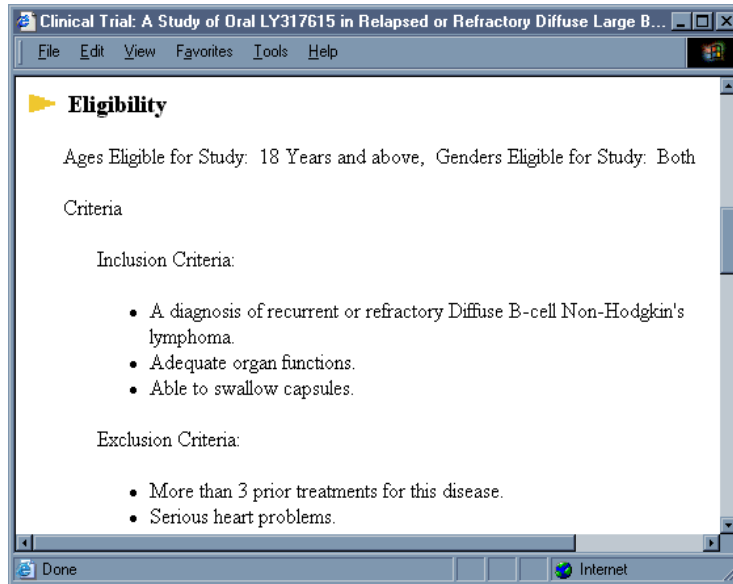 Clinical Trial: A Study of Oral LY317615 in Relapsed or Refractory Diffuse Large B...
File Edit View Favorites Tools Help
Eligibility
Ages Eligible for Study: 18 Years and above, Genders Eligible for Study: Both
Criteria
Inclusion Criteria:
• A diagnosis of recurrent or refractory Diffuse B-cell Non-Hodgkin's
lymphoma.
• Adequate organ functions.
• Able to swallow capsules.
Exclusion Criteria:
• More than 3 prior treatments for this disease.
• Serious heart problems.
Done Internet